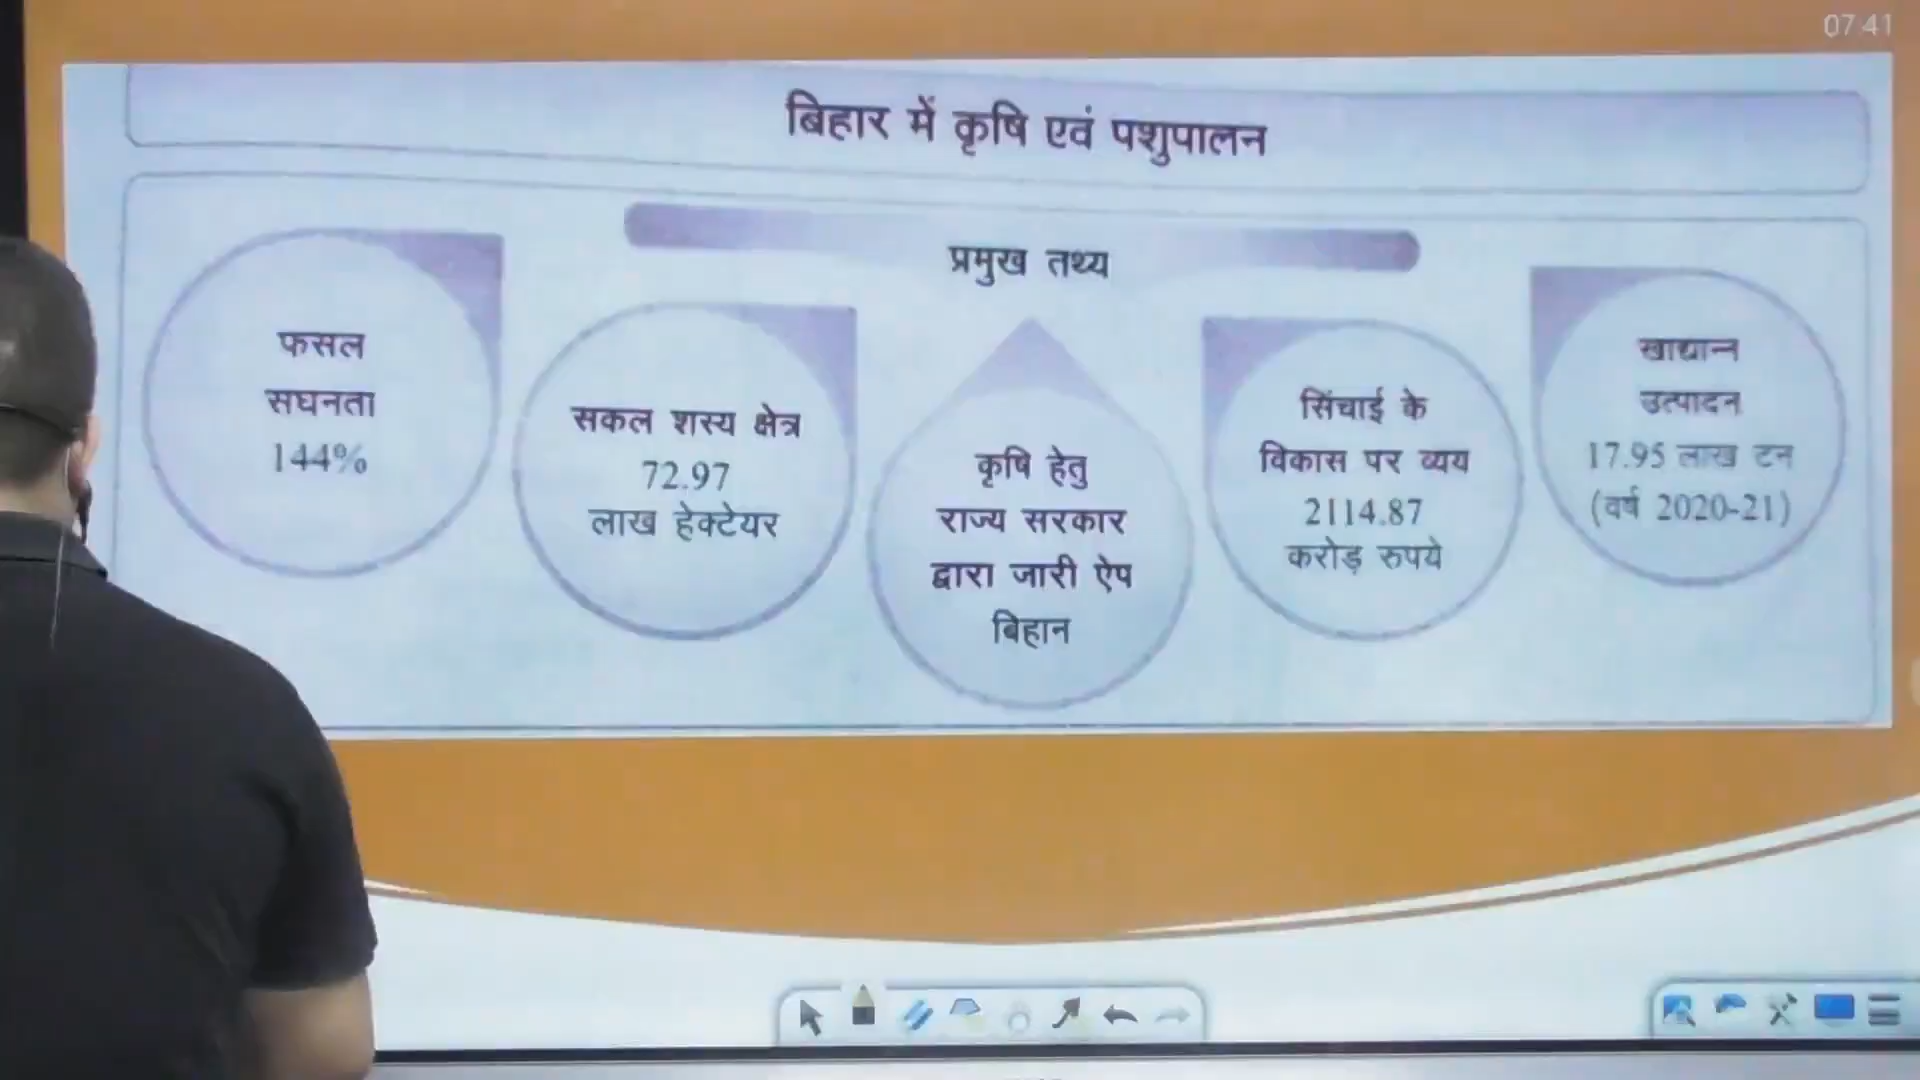 07:41
बिहार में कृषि एवं पशुपालन
प्रमुख तथ्य
फसल
सघनता
144%
सकल शस्य क्षेत्र
72.97
लाख हेक्टेयर
कृषि हेतु
राज्य सरकार
द्वारा जारी ऐप
बिहान
सिंचाई के
विकास पर व्यय
2114.87
करोड़ रुपये
खाद्यान्न
उत्पादन
17.95 लाख टन
(वर्ष 2020-21)